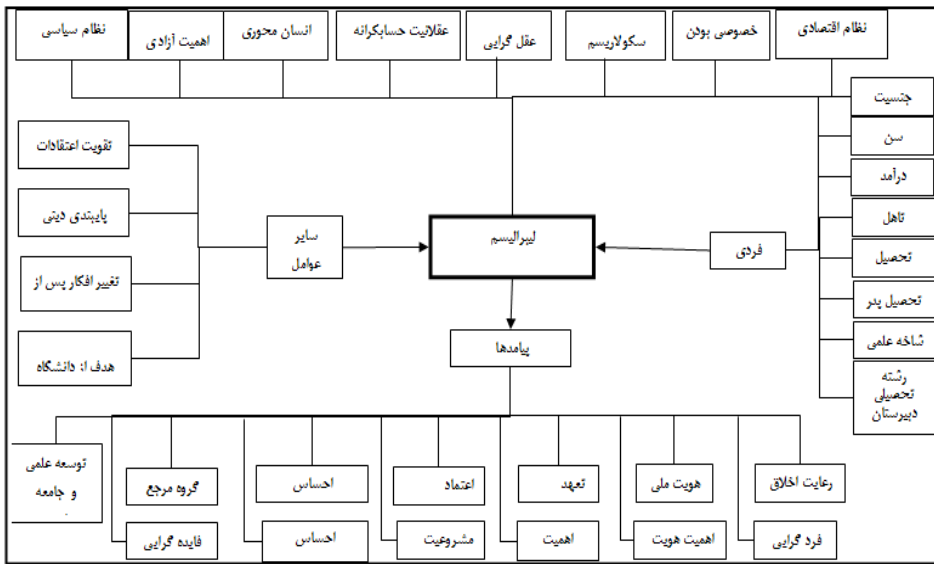 نظام اقتصادی
خصوصی بودن
سکولاریسم
عقل گرایی
عقلانیت حسابگرانه
انسان محوری
اهمیت آزادی
نظام سیاسی
جنسیت
سن
درآمد
تاهل
تحصیل
تحصیل پدر
شاخه علمی
رشته
تحصیلی
دبیرستان
فردی
لیبرالیسم
سایر
عوامل
تقویت اعتقادات
پایبندی دینی
تغییر افکار پس از
هدف از دانشگاه
پیامدها
رعایت اخلاق
هویت ملی
تعهد
اعتماد
احساس
گروه مرجع
توسعه علمی
و جامعه
فرد گرایی
اهمیت هویت
اهمیت
مشروعیت
احساس
فایده گرایی